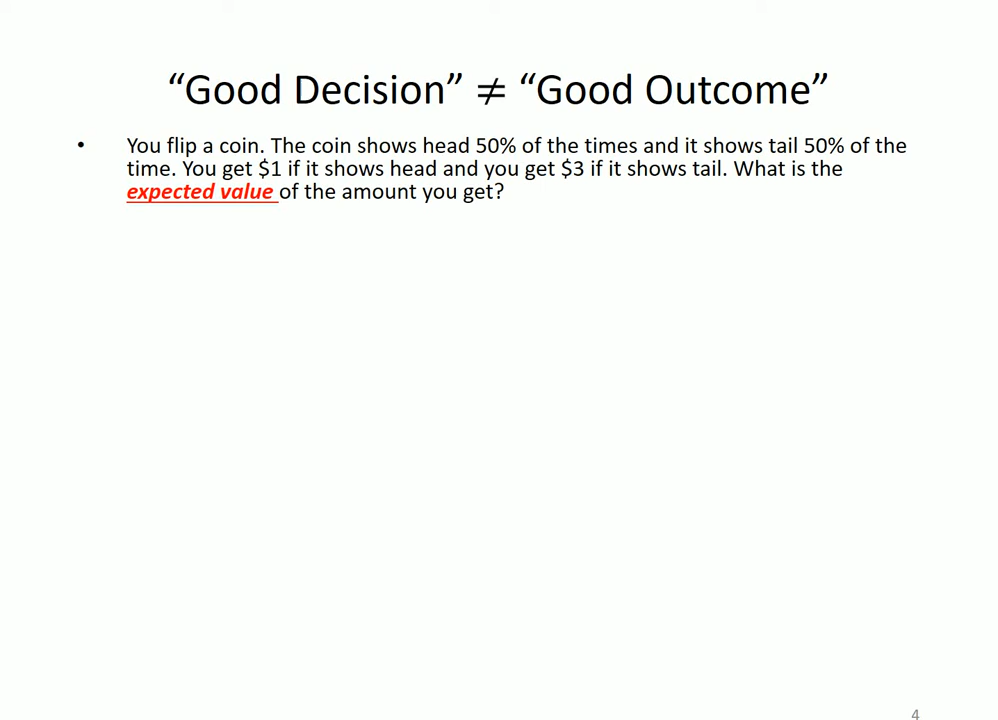 “Good Decision” ≠ “Good Outcome”
• You flip a coin. The coin shows head 50% of the times and it shows tail 50% of the
time. You get $1 if it shows head and you get $3 if it shows tail. What is the
expected value of the amount you get?
4